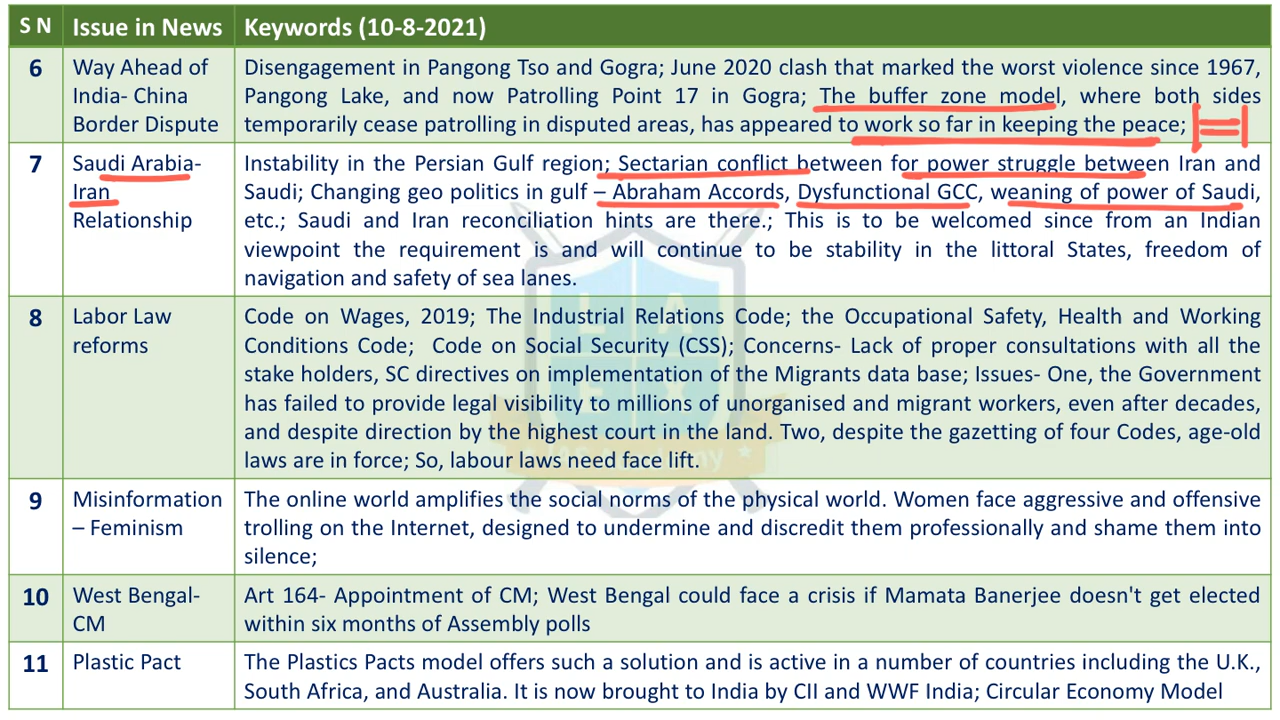 S N Issue in News Keywords (10-8-2021)
6 Way Ahead of India- China Border Dispute
Disengagement in Pangong Tso and Gogra; June 2020 clash that marked the worst violence since 1967,
Pangong Lake, and now Patrolling Point 17 in Gogra; The buffer zone model, where both sides
temporarily cease patrolling in disputed areas, has appeared to work so far in keeping the peace;
7 Saudi Arabia- Iran Relationship
Instability in the Persian Gulf region; Sectarian conflict between for power struggle between Iran and
Saudi; Changing geo politics in gulf – Abraham Accords, Dysfunctional GCC, weaning of power of Saudi,
etc.; Saudi and Iran reconciliation hints are there.; This is to be welcomed since from an Indian
viewpoint the requirement is and will continue to be stability in the littoral States, freedom of
navigation and safety of sea lanes.
8 Labor Law reforms
Code on Wages, 2019; The Industrial Relations Code; the Occupational Safety, Health and Working
Conditions Code; Code on Social Security (CSS); Concerns- Lack of proper consultations with all the
stake holders, SC directives on implementation of the Migrants data base; Issues- One, the Government
has failed to provide legal visibility to millions of unorganised and migrant workers, even after decades,
and despite direction by the highest court in the land. Two, despite the gazetting of four Codes, age-old
laws are in force; So, labour laws need face lift.
9 Misinformation – Feminism
The online world amplifies the social norms of the physical world. Women face aggressive and offensive
trolling on the Internet, designed to undermine and discredit them professionally and shame them into
silence;
10 West Bengal- CM
Art 164- Appointment of CM; West Bengal could face a crisis if Mamata Banerjee doesn't get elected
within six months of Assembly polls
11 Plastic Pact
The Plastics Pacts model offers such a solution and is active in a number of countries including the U.K.,
South Africa, and Australia. It is now brought to India by CII and WWF India; Circular Economy Model